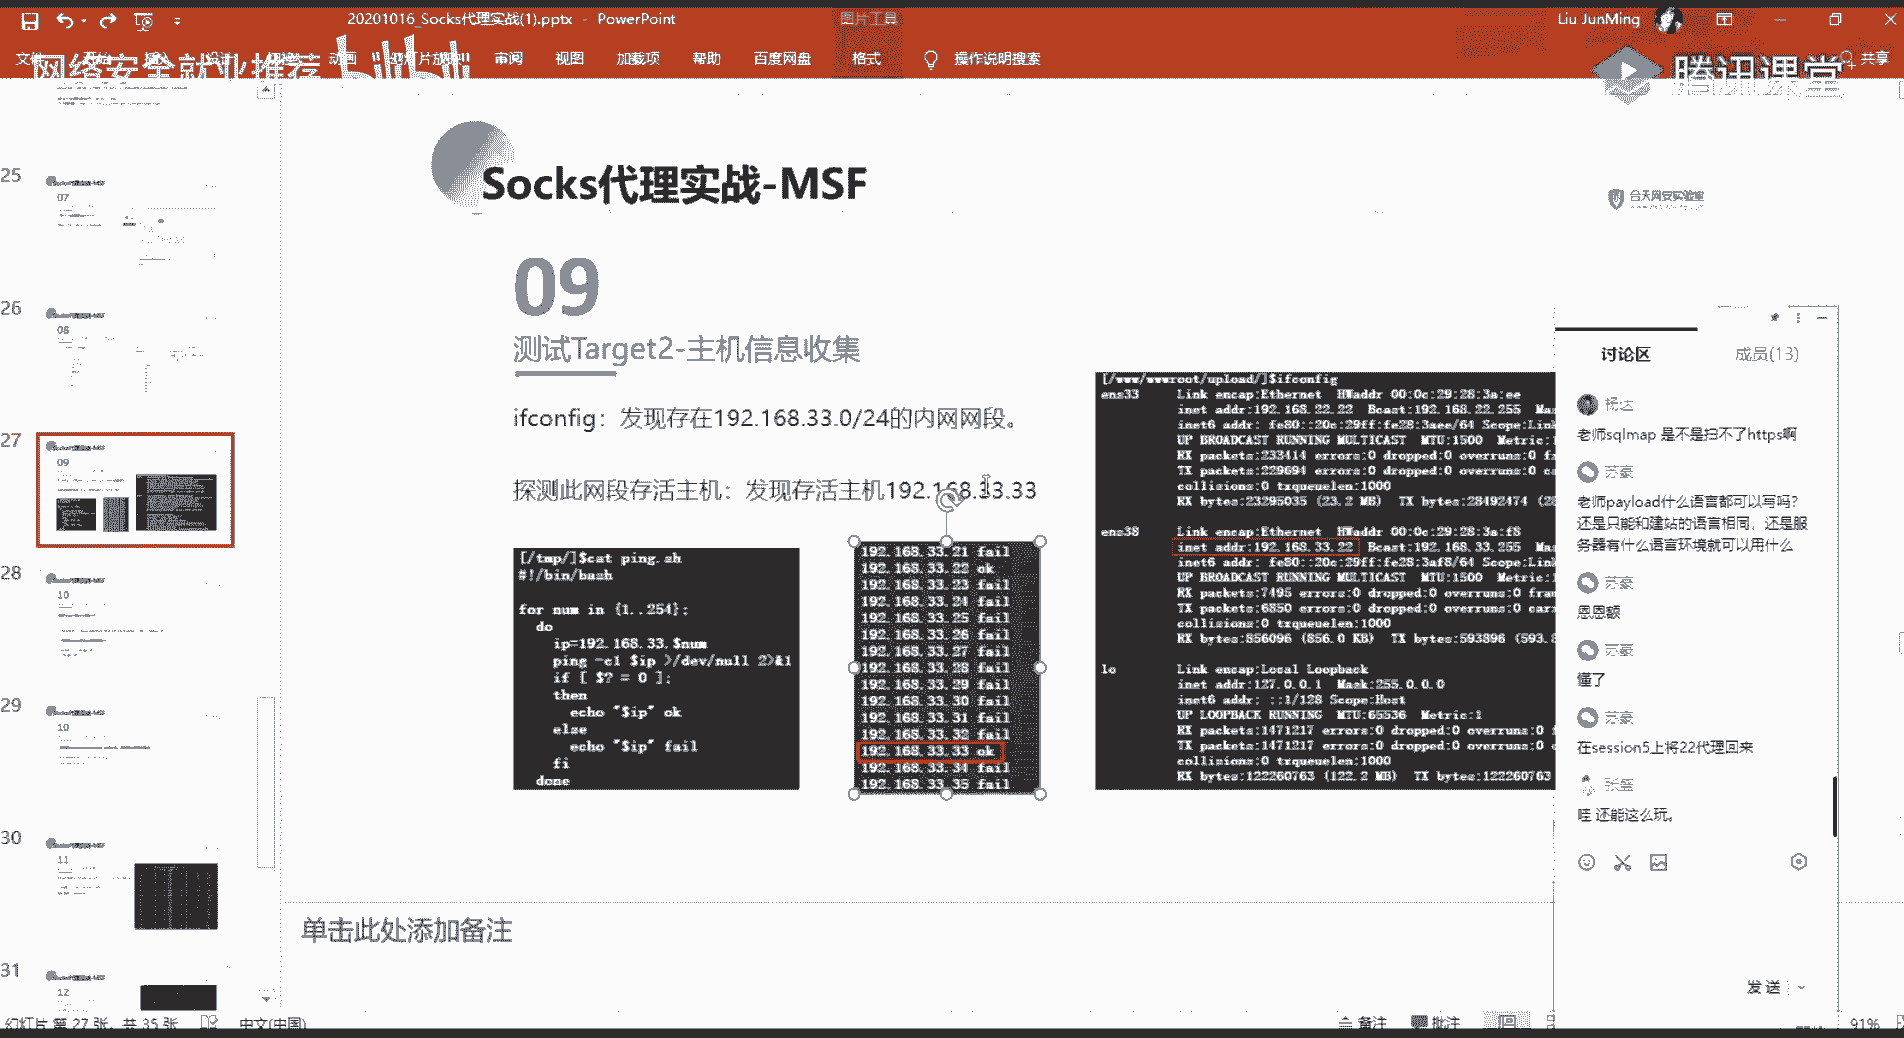 20201016_Socks代理实战(1).pptx - PowerPoint
图片工具
Liu JunMing
动画
审阅
视图
加载项
帮助
百度网盘
格式
操作说明搜索
共享
网络安全就业推荐
bilibili
腾讯课堂
25
07
26
08
27
09
28
10
29
10
30
11
31
12
Socks代理实战-MSF
合天网安实验室
09
测试Target2-主机信息收集
ifconfig：发现存在192.168.33.0/24的内网网段。
探测此网段存活主机：发现存活主机192.168.33.33
[/tmp/]$cat ping.sh
#!/bin/bash
for num in {1..254};
do
ip=192.168.33.$num
ping -c1 $ip >/dev/null 2>&1
if [ $? = 0 ];
then
echo "$ip" ok
else
echo "$ip" fail
fi
done
192.168.33.21 fail
192.168.33.22 ok
192.168.33.23 fail
192.168.33.24 fail
192.168.33.25 fail
192.168.33.26 fail
192.168.33.27 fail
192.168.33.28 fail
192.168.33.29 fail
192.168.33.30 fail
192.168.33.31 fail
192.168.33.32 fail
192.168.33.33 ok
192.168.33.34 fail
192.168.33.35 fail
[/www/wwwroot/upload/]$ifconfig
ens33 Link encap:Ethernet HWaddr 00:0c:29:28:3a:ee
inet addr:192.168.22.22 Bcast:192.168.22.255 Mas
inet6 addr: fe80::20c:29ff:fe28:3aee/64 Scope:Link
UP BROADCAST RUNNING MULTICAST MTU:1500 Metric:1
RX packets:233414 errors:0 dropped:0 overruns:0 f
TX packets:229694 errors:0 dropped:0 overruns:0 ca
collisions:0 txqueuelen:1000
RX bytes:23295035 (23.2 MB) TX bytes:28492474 (28
ens38 Link encap:Ethernet HWaddr 00:0c:29:28:3a:f8
inet addr:192.168.33.22 Bcast:192.168.33.255 Mas
inet6 addr: fe80::20c:29ff:fe28:3af8/64 Scope:Link
UP BROADCAST RUNNING MULTICAST MTU:1500 Metric:1
RX packets:7495 errors:0 dropped:0 overruns:0 fra
TX packets:6850 errors:0 dropped:0 overruns:0 carr
collisions:0 txqueuelen:1000
RX bytes:856096 (856.0 KB) TX bytes:593896 (593.8
lo Link encap:Local Loopback
inet addr:127.0.0.1 Mask:255.0.0.0
inet6 addr: ::1/128 Scope:Host
UP LOOPBACK RUNNING MTU:65536 Metric:1
RX packets:1471217 errors:0 dropped:0 overruns:0
TX packets:1471217 errors:0 dropped:0 overruns:0
collisions:0 txqueuelen:1000
RX bytes:122260763 (122.2 MB) TX bytes:122260763
讨论区
成员(13)
杨达
老师sqlmap 是不是扫不了https啊
苏豪
老师payload什么语言都可以写吗？
还是只能和建站的语言相同，还是服
务器有什么语言环境就可以用什么
苏豪
恩恩额
苏豪
懂了
苏豪
在session5上将22代理回来
张蛮
哇 还能这么玩。
发送
单击此处添加备注
幻灯片 第 27 张，共 35 张
中文(中国)
备注
批注
91%